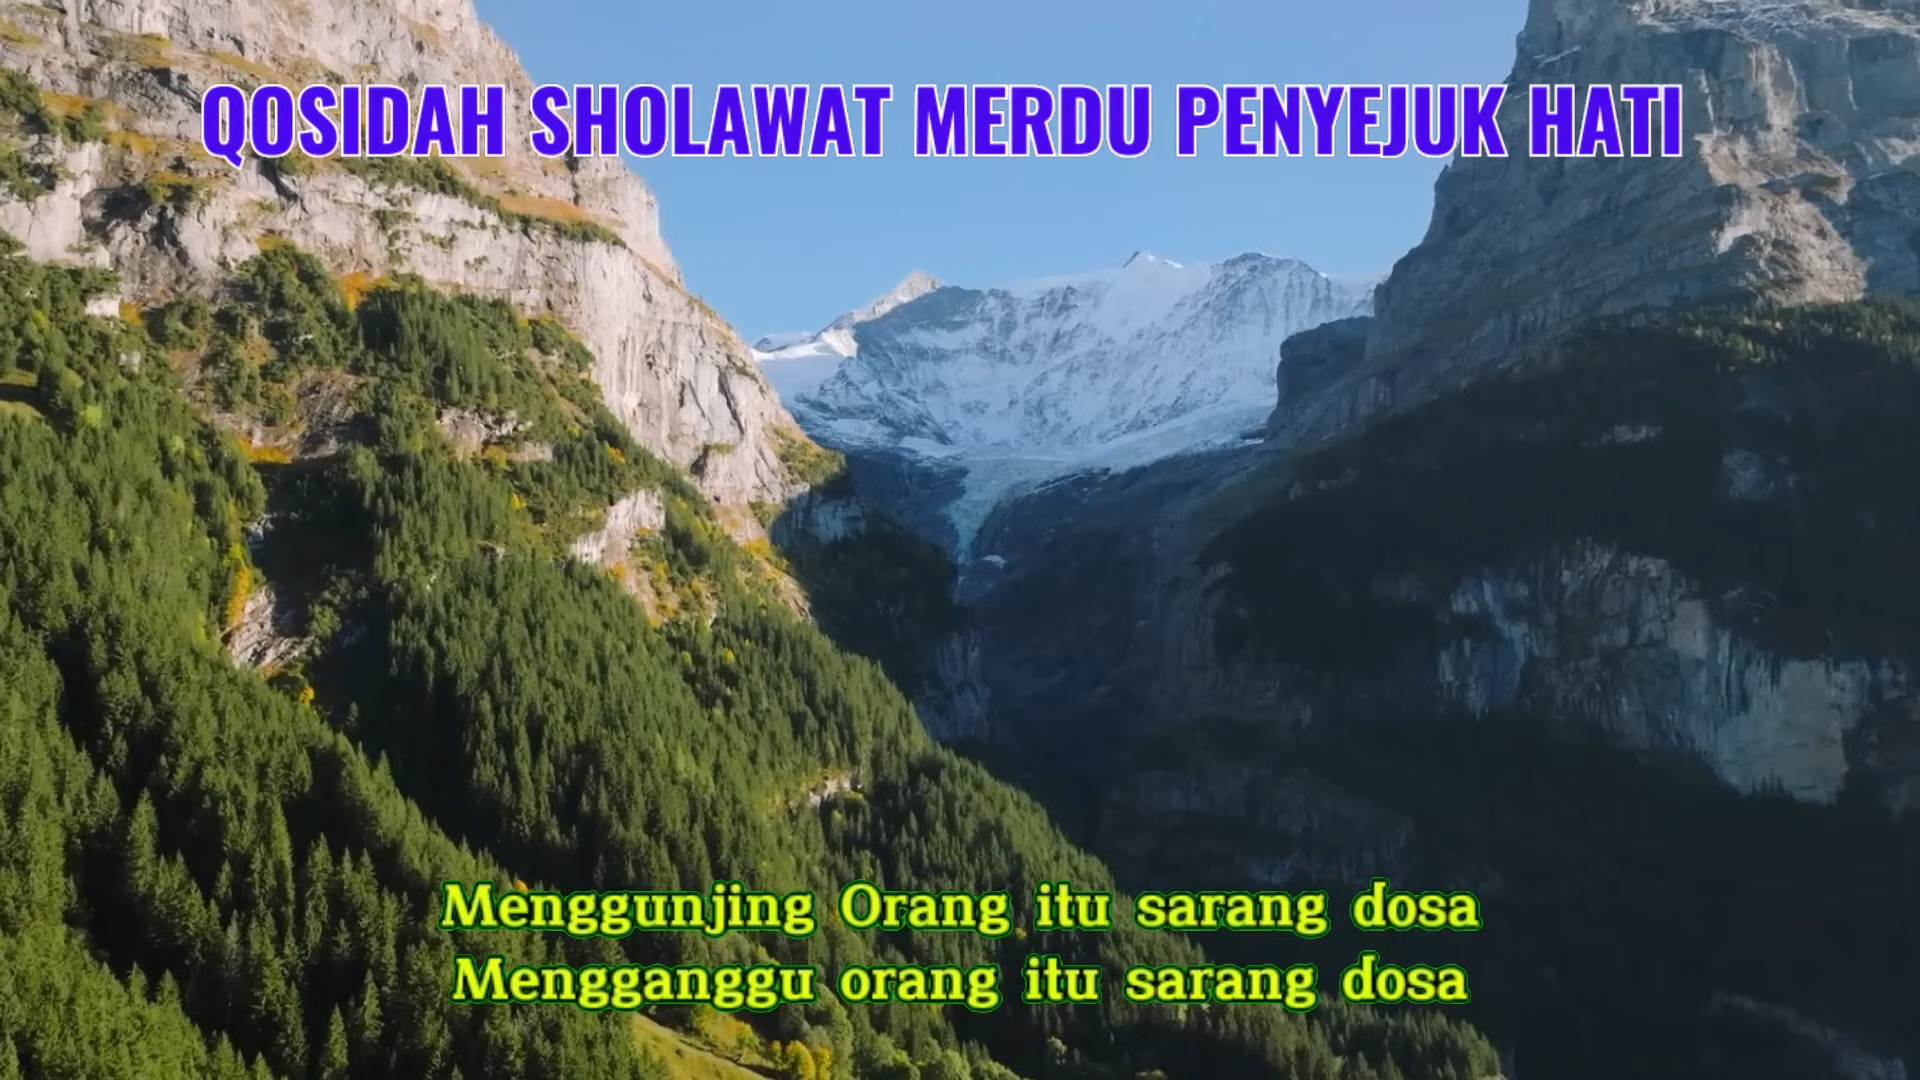 QOSIDAH SHOLAWAT MERDU PENYEJUK HATI
Menggunjing Orang itu sarang dosa
Mengganggu orang itu sarang dosa